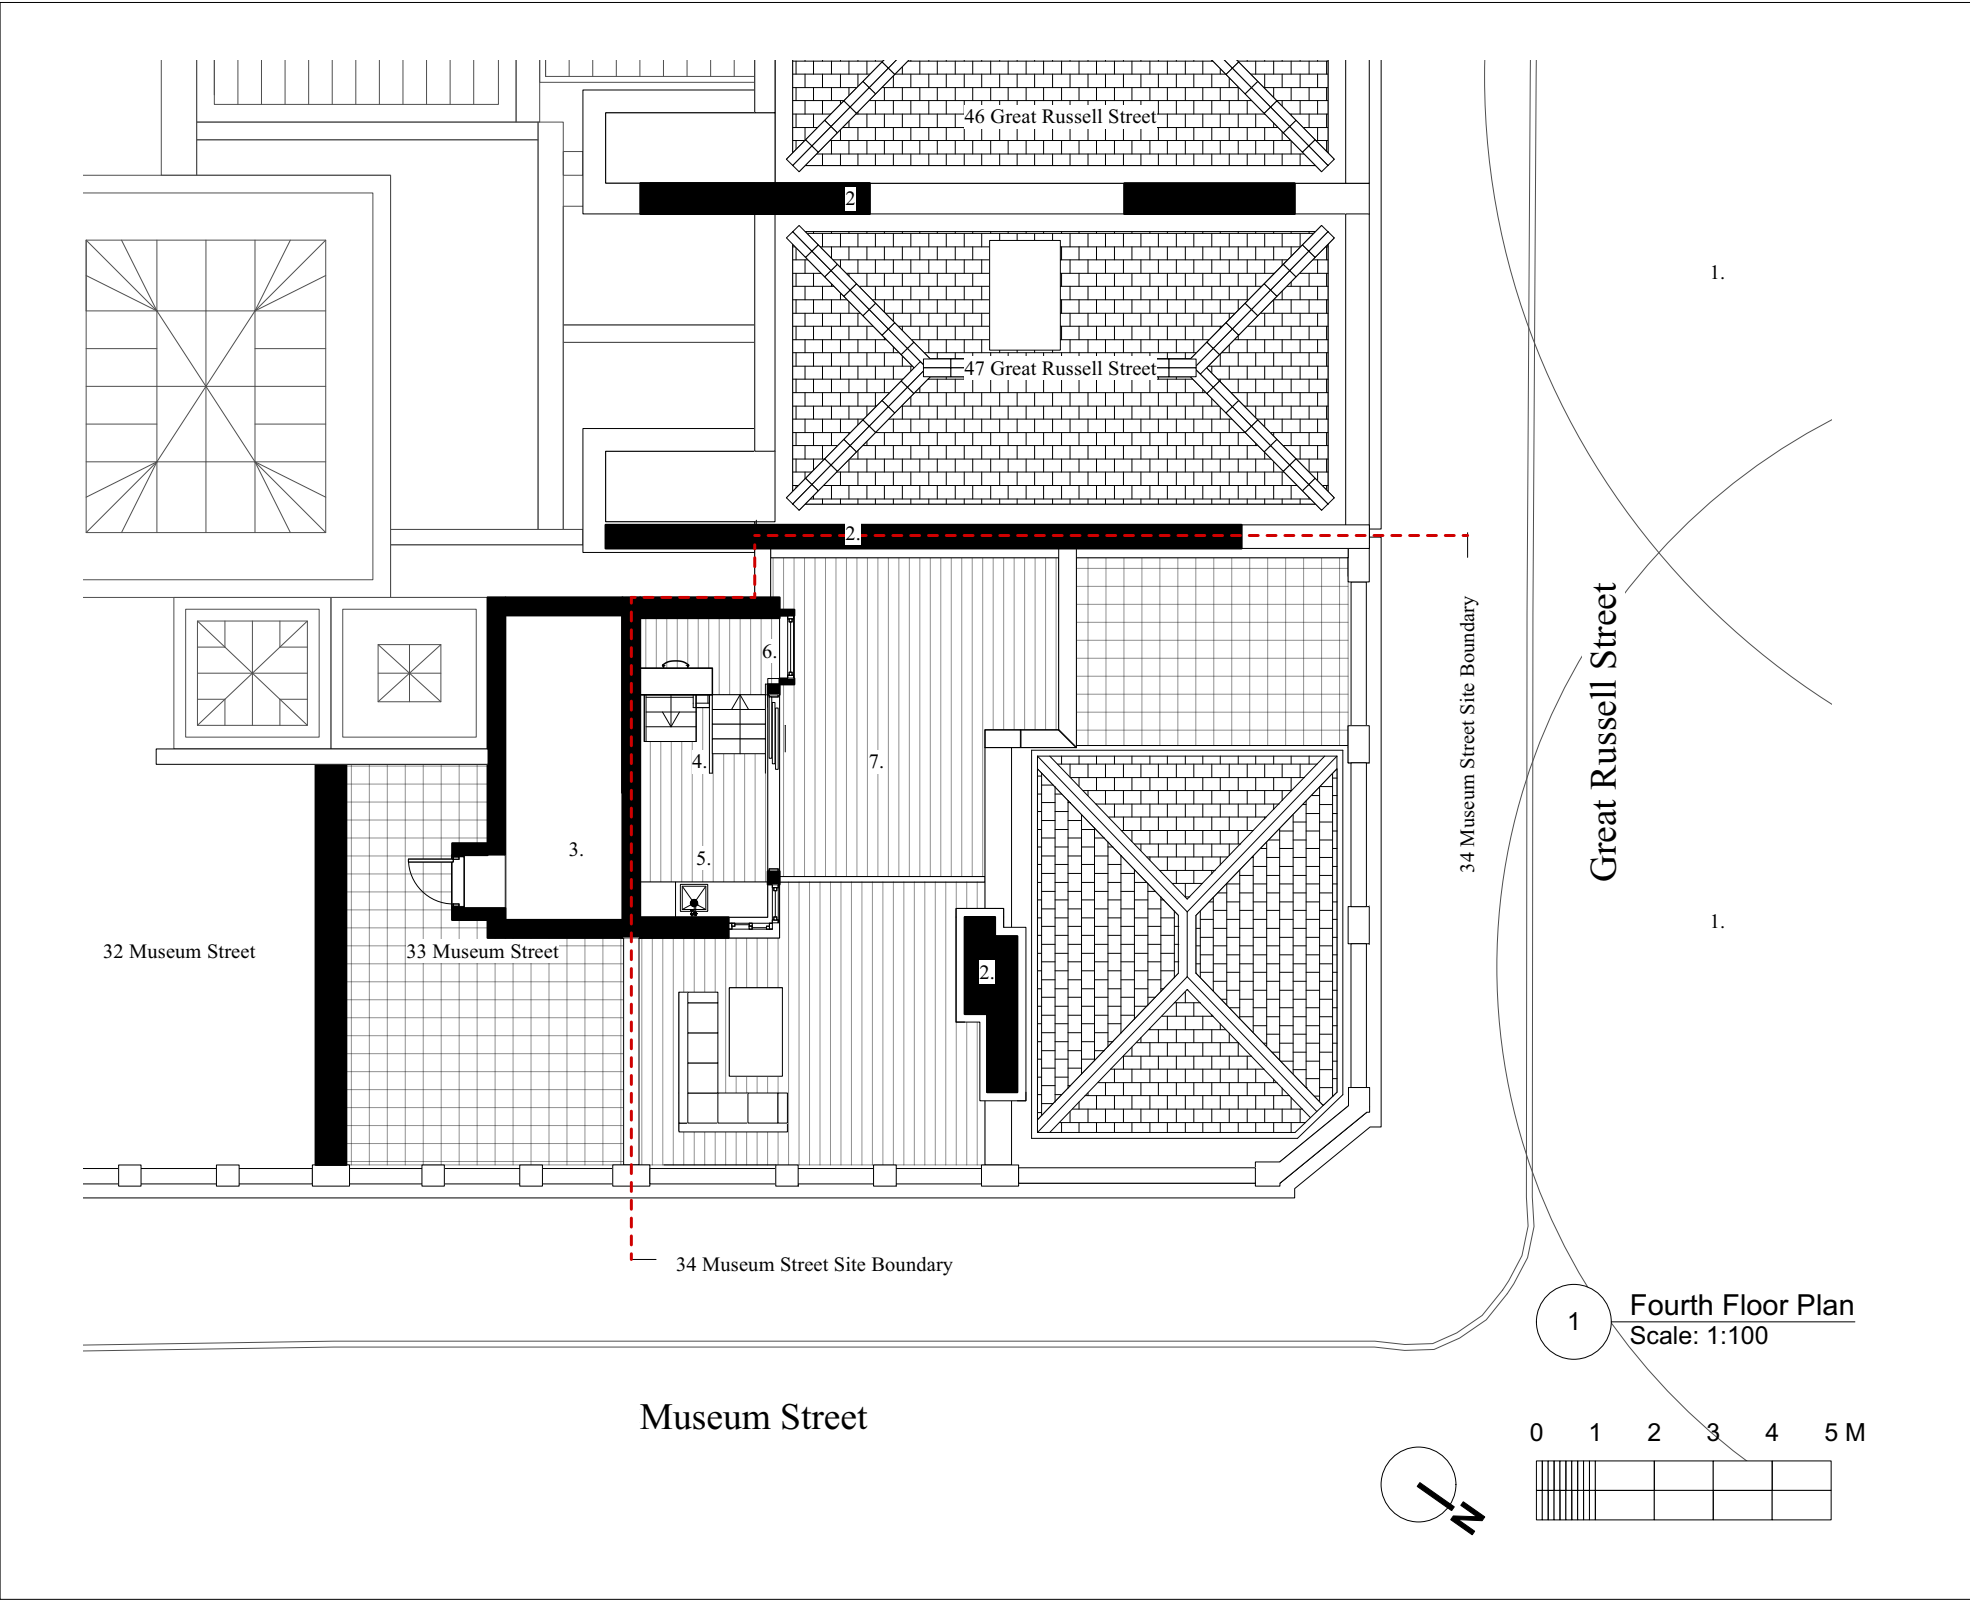 46 Great Russell Street
2
1.
47 Great Russell Street
2.
34 Museum Street Site Boundary
Great Russell Street
6.
4.
7.
3.
5.
1.
32 Museum Street
33 Museum Street
2.
34 Museum Street Site Boundary
1
Fourth Floor Plan
Scale: 1:100
Museum Street
0 1 2 3 4 5 M
N